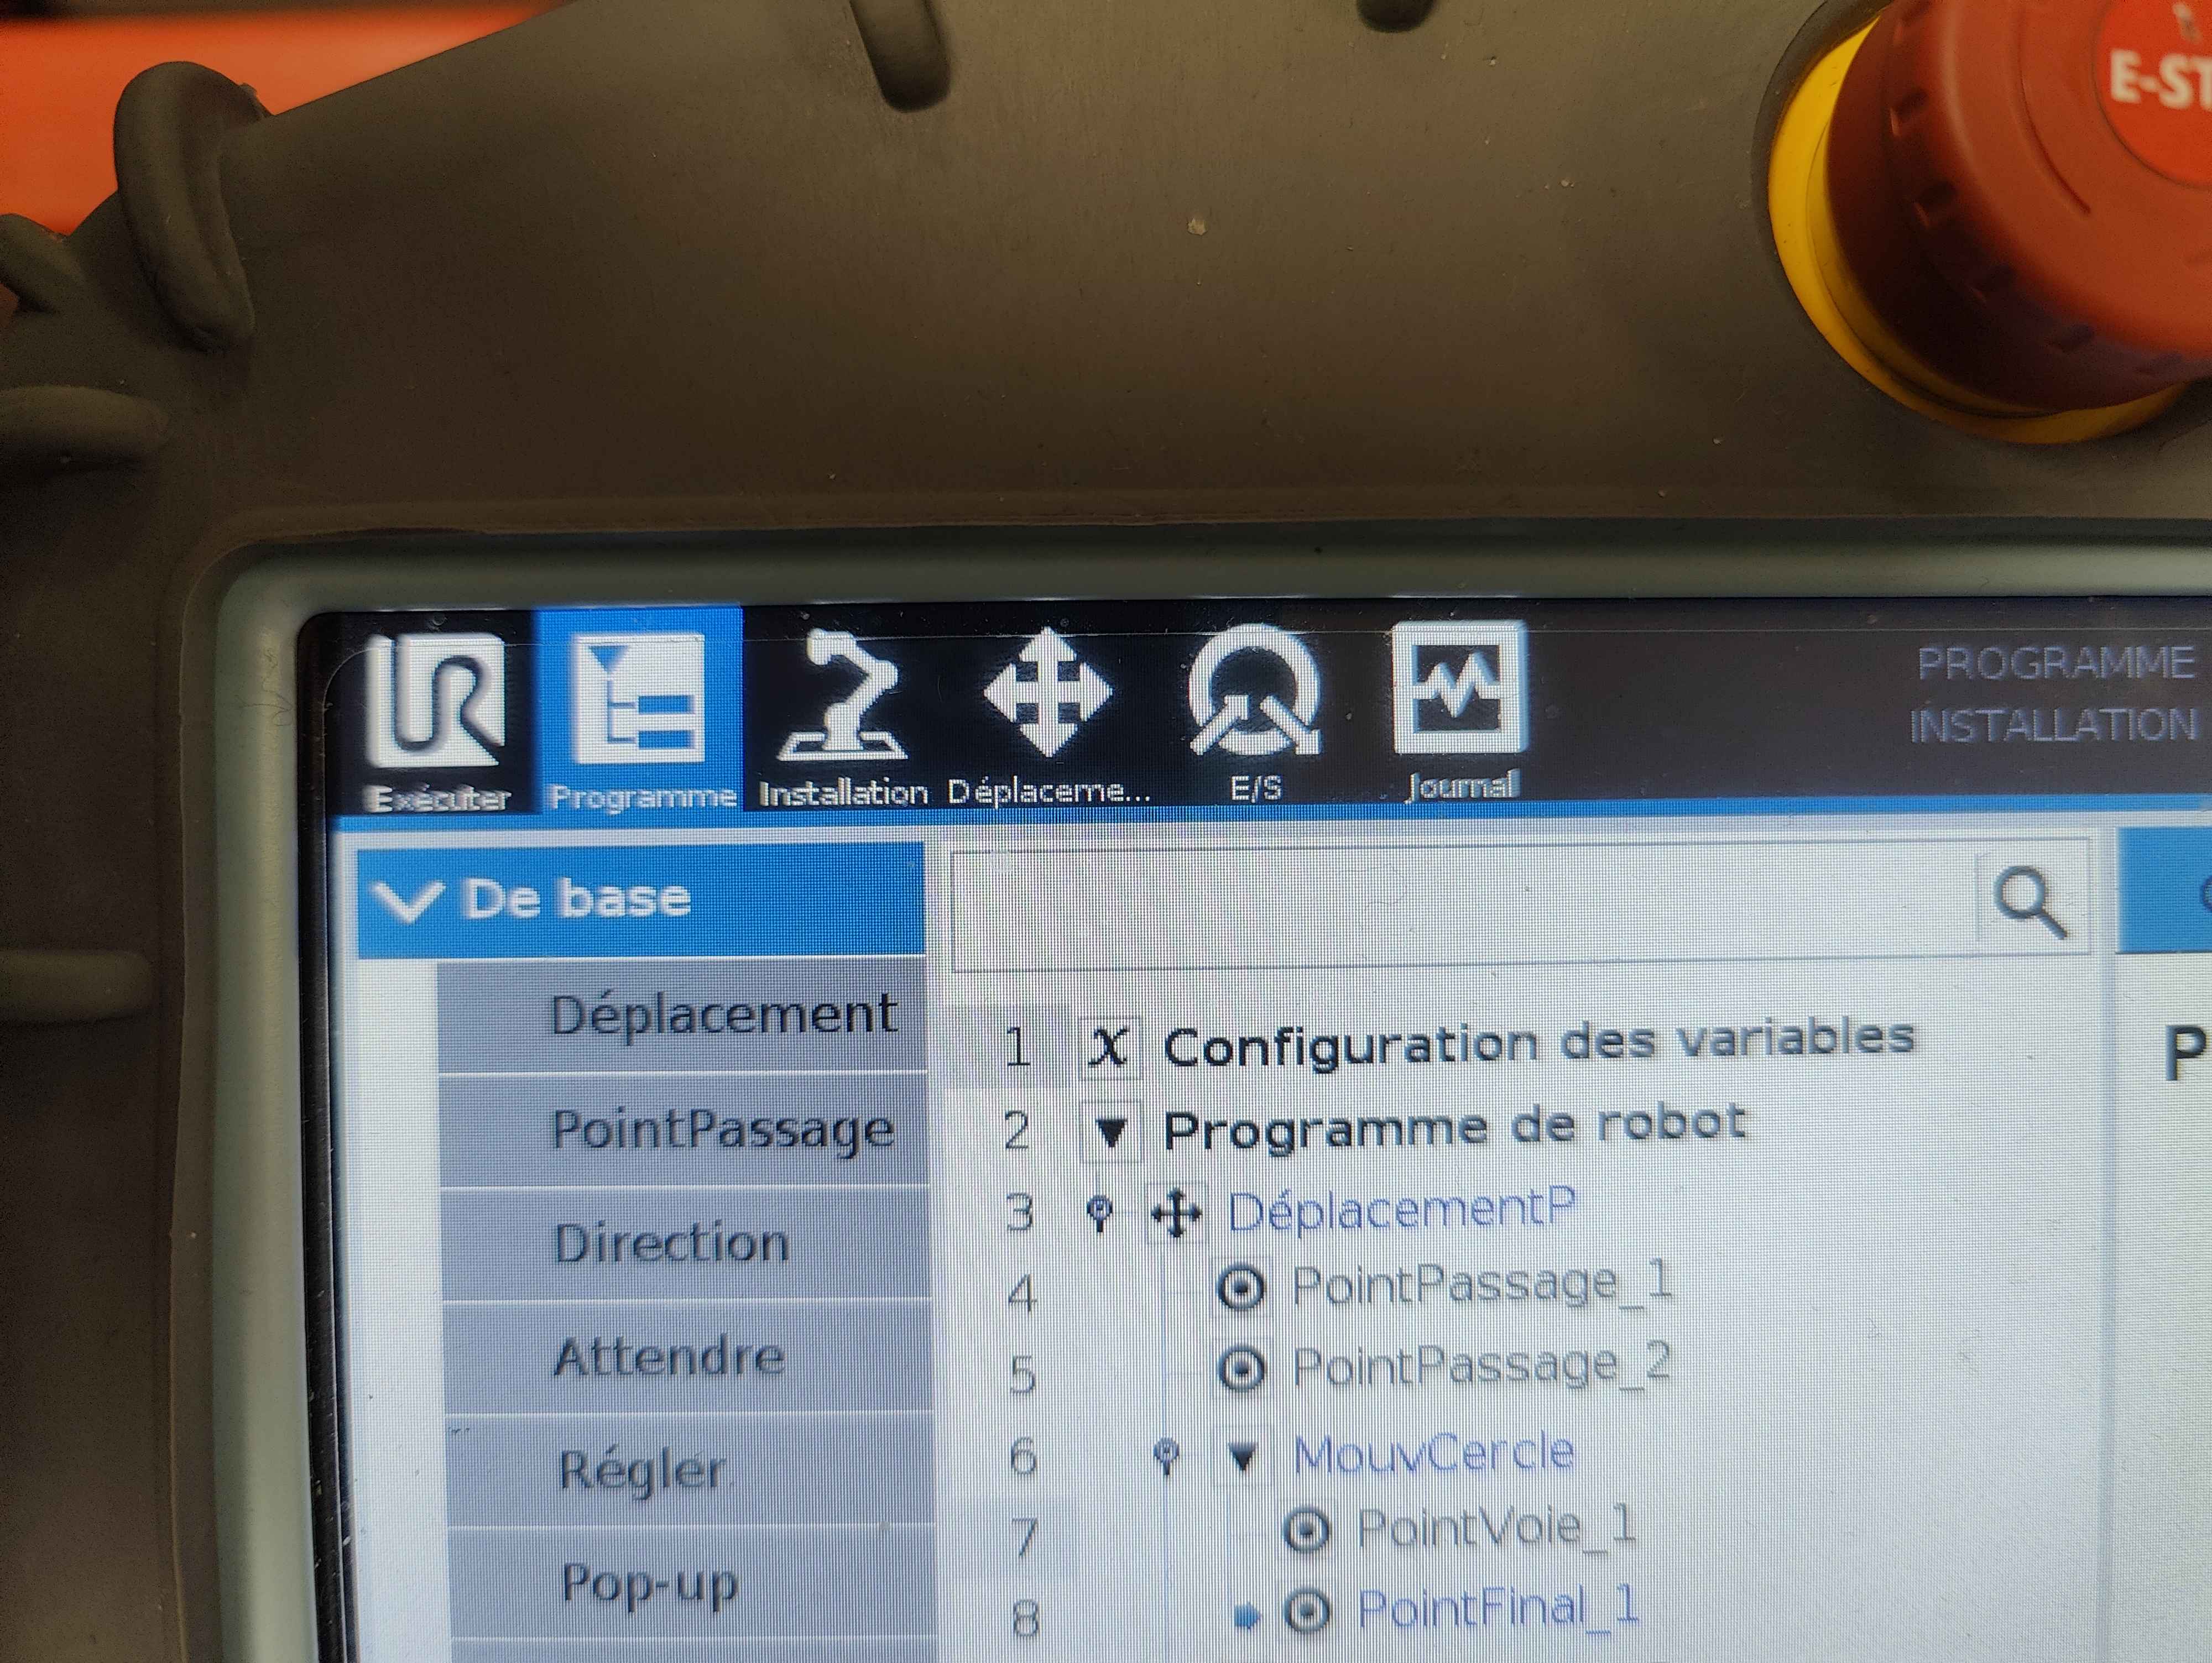 E-ST
PROGRAMME
INSTALLATION
Exécuter
Programme
Installation
Déplaceme...
E/S
Journal
De base
Déplacement
PointPassage
Direction
Attendre
Régler
Pop-up
1 X Configuration des variables
2 Programme de robot
3 DéplacementP
4 PointPassage_1
5 PointPassage_2
6 MouvCercle
7 PointVoie_1
8 PointFinal_1
P